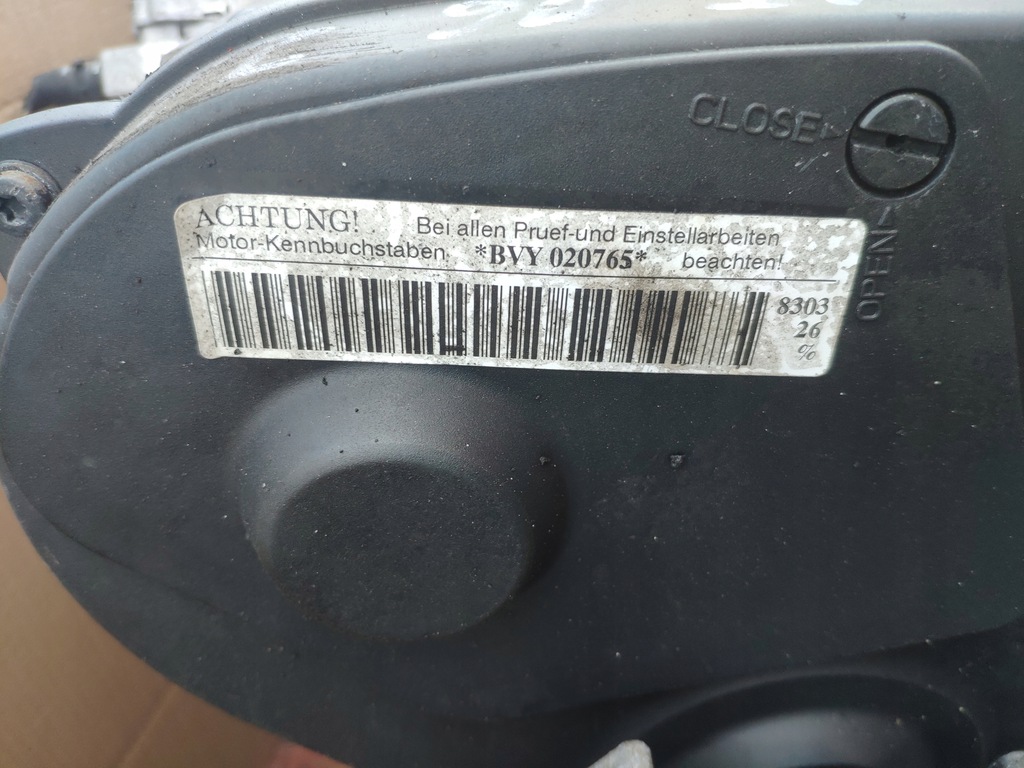 CLOSE
OPEN
ACHTUNG! Bei allen Pruef-und Einstellarbeiten
Motor-Kennbuchstaben *BVY 020765* beachten!
8303
26
%